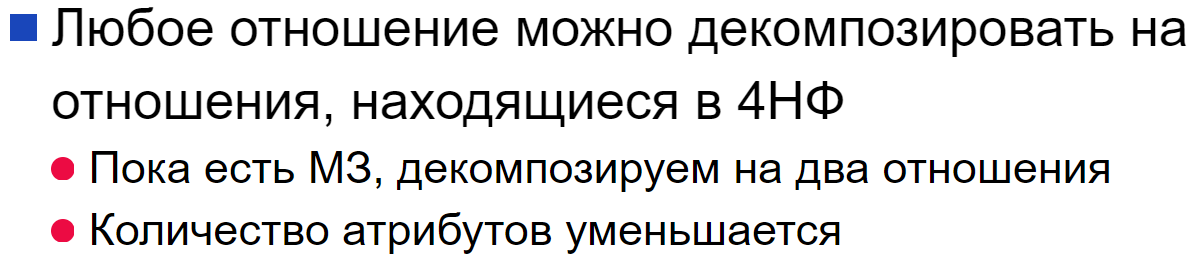 Любое отношение можно декомпозировать на
отношения, находящиеся в 4НФ
Пока есть МЗ, декомпозируем на два отношения
Количество атрибутов уменьшается